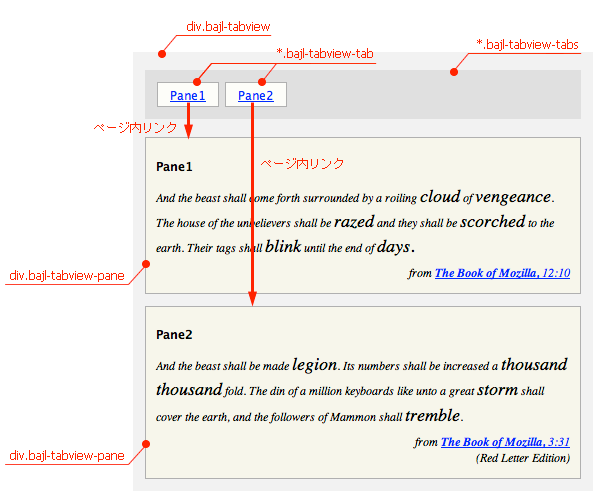 div.bajl-tabview
*.bajl-tabview-tab
*.bajl-tabview-tabs
Pane1 Pane2
ページ内リンク
ページ内リンク
Pane1
And the beast shall come forth surrounded by a roiling cloud of vengeance.
The house of the unbelievers shall be razed and they shall be scorched to the
earth. Their tags shall blink until the end of days.
from The Book of Mozilla, 12:10
div.bajl-tabview-pane
Pane2
And the beast shall be made legion. Its numbers shall be increased a thousand
thousand fold. The din of a million keyboards like unto a great storm shall
cover the earth, and the followers of Mammon shall tremble.
from The Book of Mozilla, 3:31
(Red Letter Edition)
div.bajl-tabview-pane